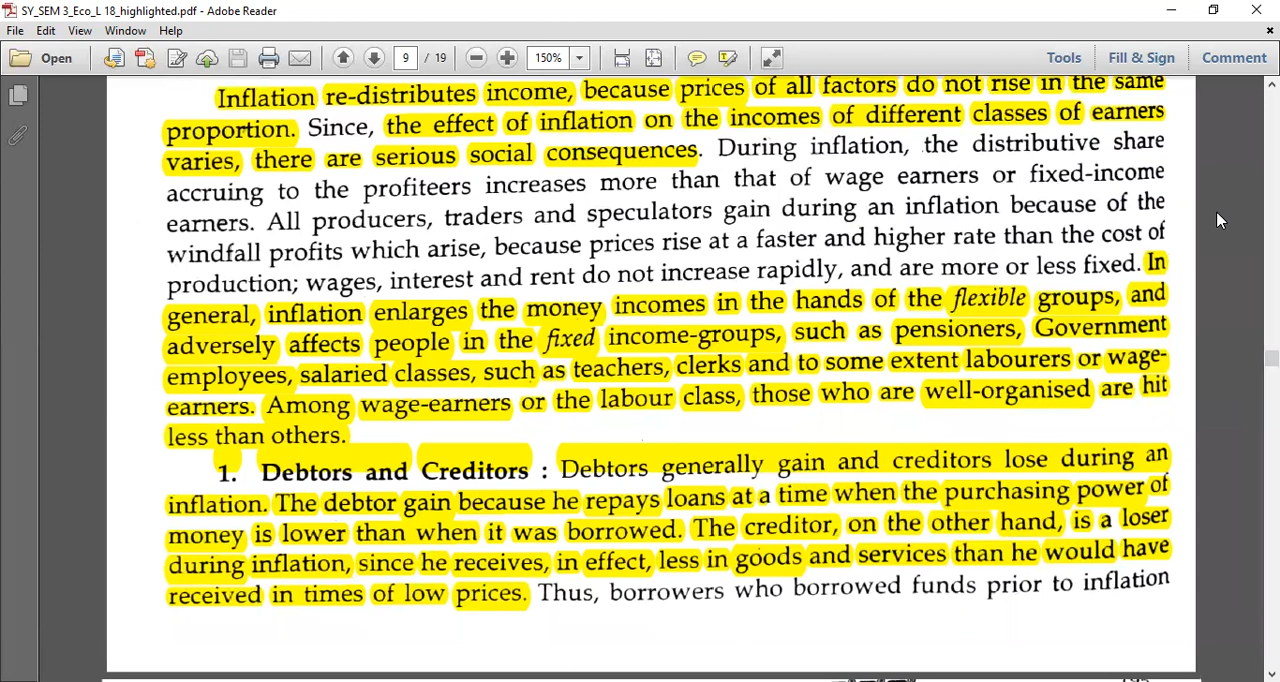 SY_SEM 3_Eco_L 18_highlighted.pdf - Adobe Reader
File Edit View Window Help
Open 9 / 19 150% Tools Fill & Sign Comment
Inflation re-distributes income, because prices of all factors do not rise in the same
proportion. Since, the effect of inflation on the incomes of different classes of earners
varies, there are serious social consequences. During inflation, the distributive share
accruing to the profiteers increases more than that of wage earners or fixed-income
earners. All producers, traders and speculators gain during an inflation because of the
windfall profits which arise, because prices rise at a faster and higher rate than the cost of
production; wages, interest and rent do not increase rapidly, and are more or less fixed. In
general, inflation enlarges the money incomes in the hands of the flexible groups, and
adversely affects people in the fixed income-groups, such as pensioners, Government
employees, salaried classes, such as teachers, clerks and to some extent labourers or wage-
earners. Among wage-earners or the labour class, those who are well-organised are hit
less than others.
1. Debtors and Creditors : Debtors generally gain and creditors lose during an
inflation. The debtor gain because he repays loans at a time when the purchasing power of
money is lower than when it was borrowed. The creditor, on the other hand, is a loser
during inflation, since he receives, in effect, less in goods and services than he would have
received in times of low prices. Thus, borrowers who borrowed funds prior to inflation